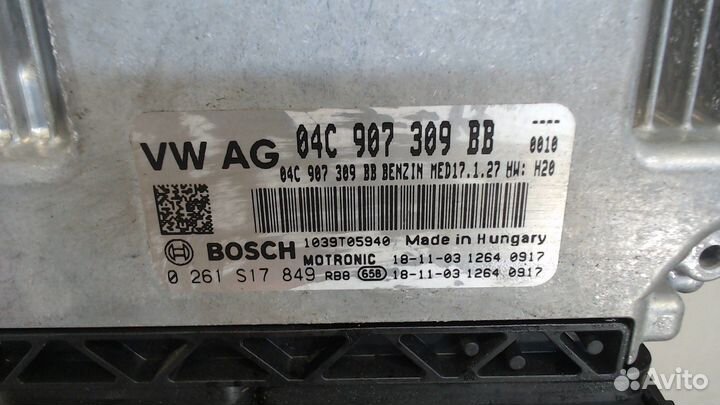 VW AG 04C 907 309 BB 0010
04C 907 309 BB BENZIN MED17.1.27 HW: H20
1039T05940 Made in Hungary
BOSCH
MOTRONIC 18-11-03 1264 0917
0 261 S17 849 RB8 65B 18-11-03 1264 0917
Avito